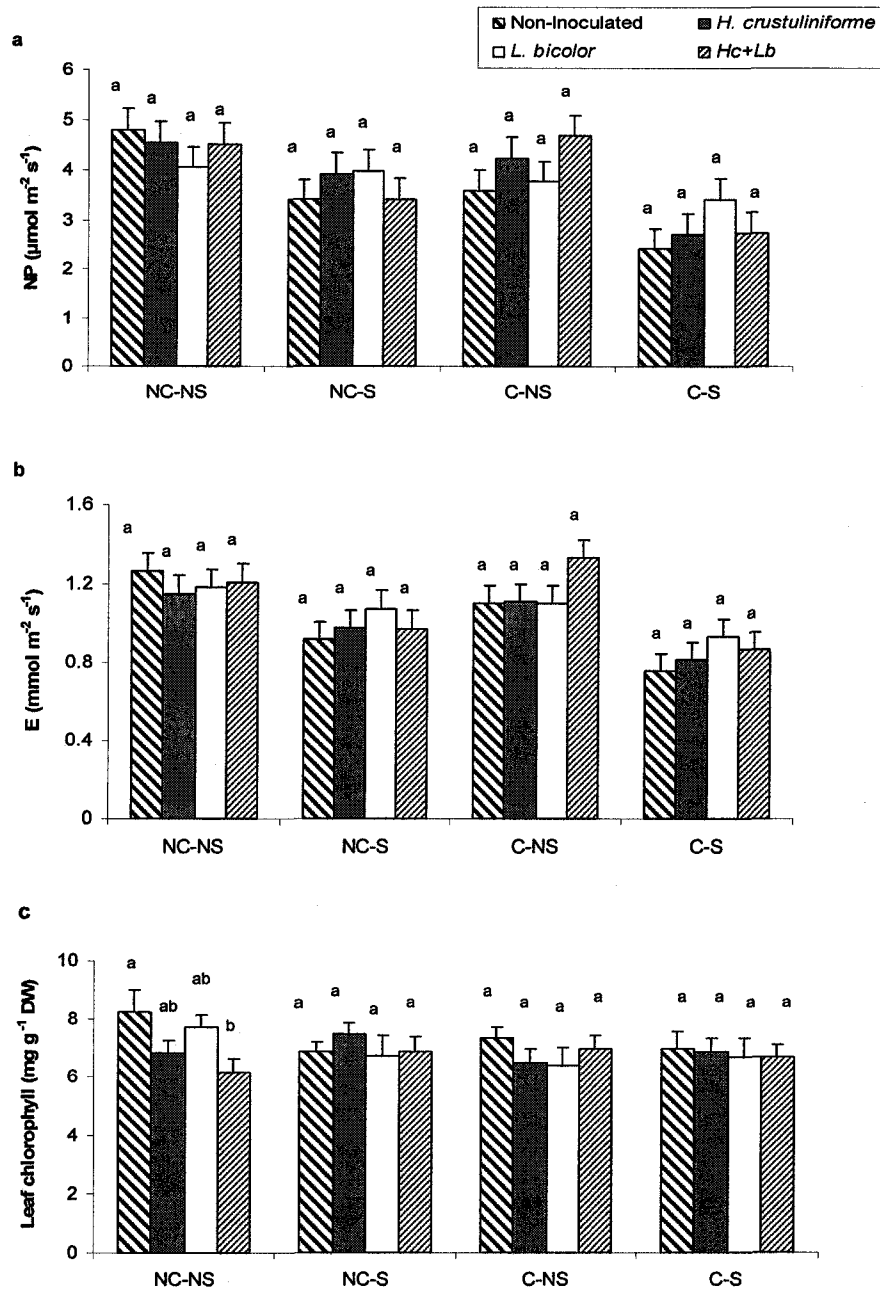 Non-Inoculated H. crustuliniforme
L. bicolor Hc+Lb
a
6
5
4
3
2
1
0
NP (µmol m⁻² s⁻¹)
a a a a a a a a a a a a a a a a
NC-NS NC-S C-NS C-S
b
1.6
1.2
0.8
0.4
0
E (mmol m⁻² s⁻¹)
a a a a a a a a a a a a a a a a
NC-NS NC-S C-NS C-S
c
10
8
6
4
2
0
Leaf chlorophyll (mg g⁻¹ DW)
a ab ab b a a a a a a a a a a a a
NC-NS NC-S C-NS C-S